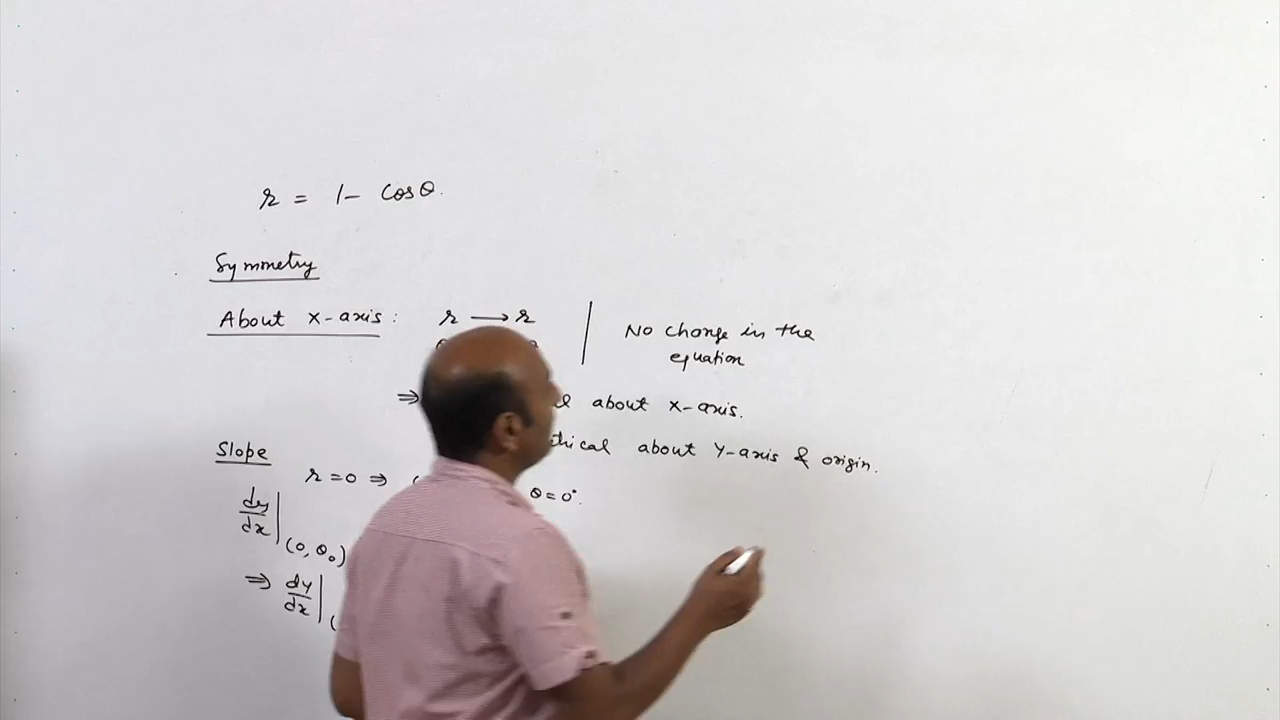 r = 1 - cosθ.
Symmetry
About X-axis: r → r | No change in the
equation
⇒ about X-axis.
about Y-axis & origin.
Slope
r = 0 ⇒ θ = 0°.
dy/dx |(0, θ₀)
⇒ dy/dx |(